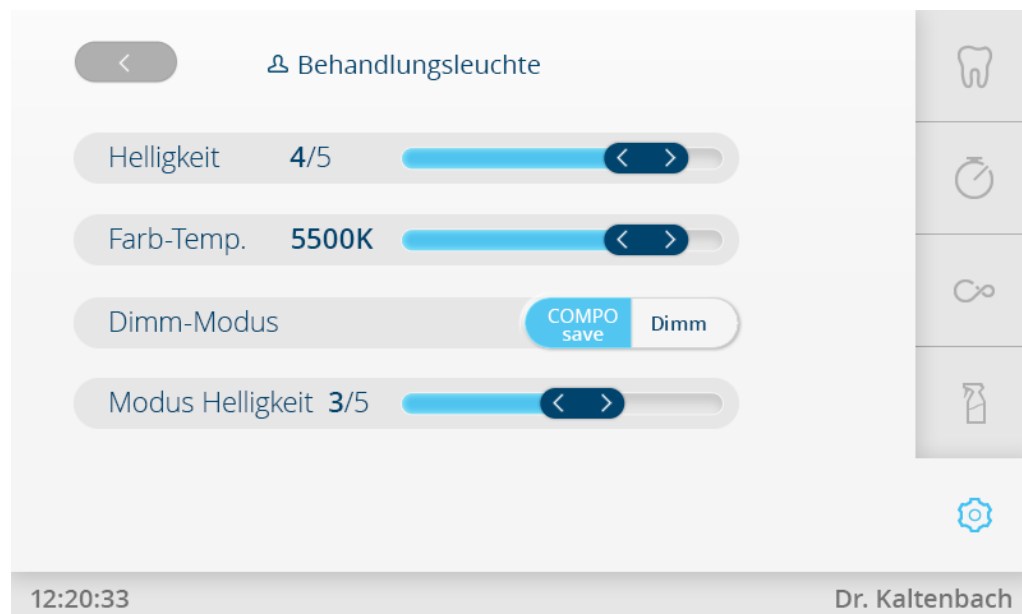 Behandlungsleuchte
Helligkeit 4/5
Farb-Temp. 5500K
Dimm-Modus COMPO save Dimm
Modus Helligkeit 3/5
12:20:33 Dr. Kaltenbach